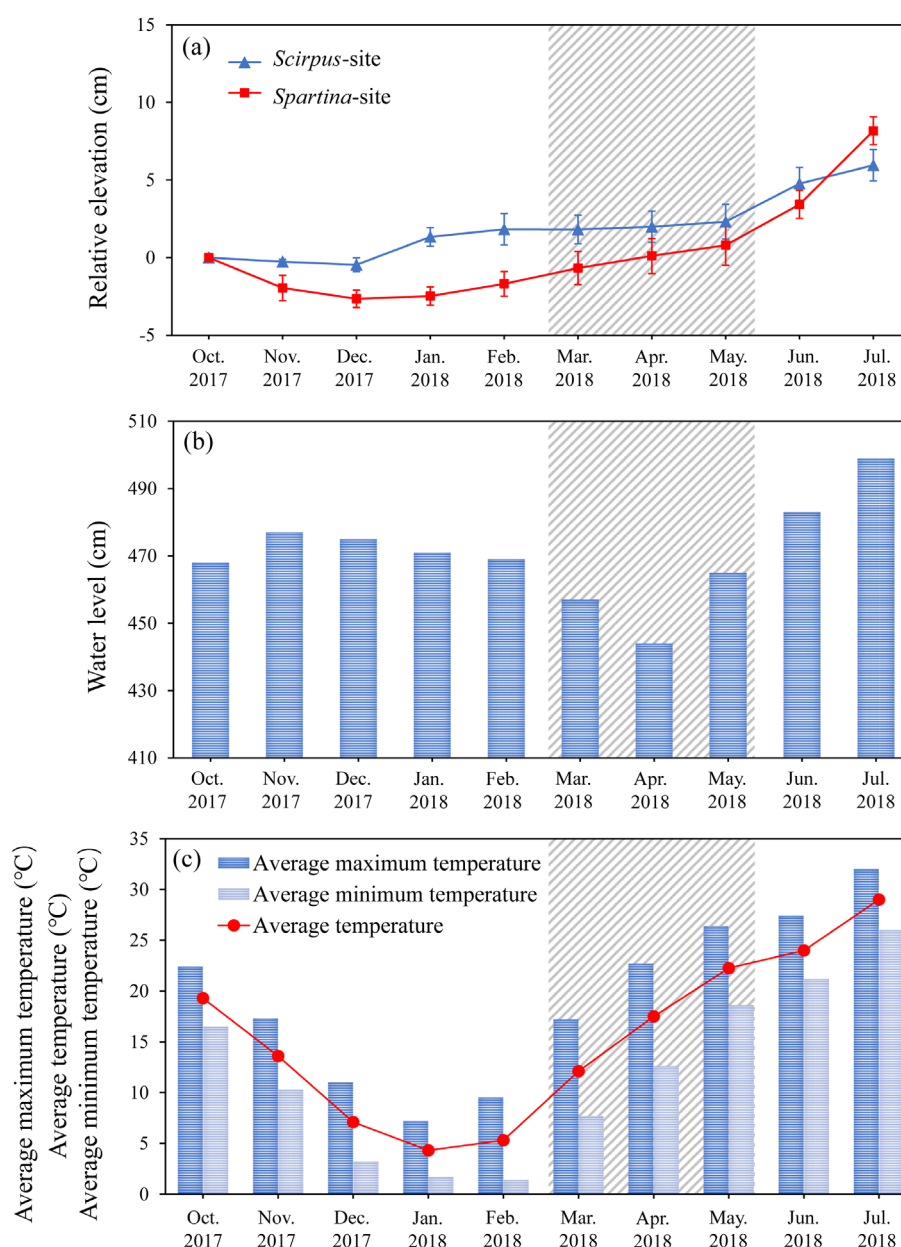 (a)
Scirpus-site
Spartina-site
Relative elevation (cm)
15
10
5
0
-5
Oct. Nov. Dec. Jan. Feb. Mar. Apr. May. Jun. Jul.
2017 2017 2017 2018 2018 2018 2018 2018 2018 2018
(b)
Water level (cm)
510
490
470
450
430
410
Oct. Nov. Dec. Jan. Feb. Mar. Apr. May. Jun. Jul.
2017 2017 2017 2018 2018 2018 2018 2018 2018 2018
(c)
Average maximum temperature
Average minimum temperature
Average temperature
Average maximum temperature (℃)
Average temperature (℃)
Average minimum temperature (℃)
35
30
25
20
15
10
5
0
Oct. Nov. Dec. Jan. Feb. Mar. Apr. May. Jun. Jul.
2017 2017 2017 2018 2018 2018 2018 2018 2018 2018